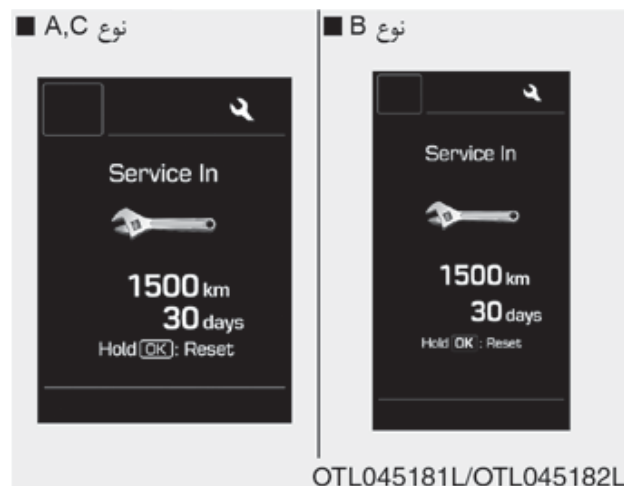 ■ نوع A,C
Service In
1500 km
30 days
Hold OK : Reset
■ نوع B
Service In
1500 km
30 days
Hold OK : Reset
OTL045181L/OTL045182L